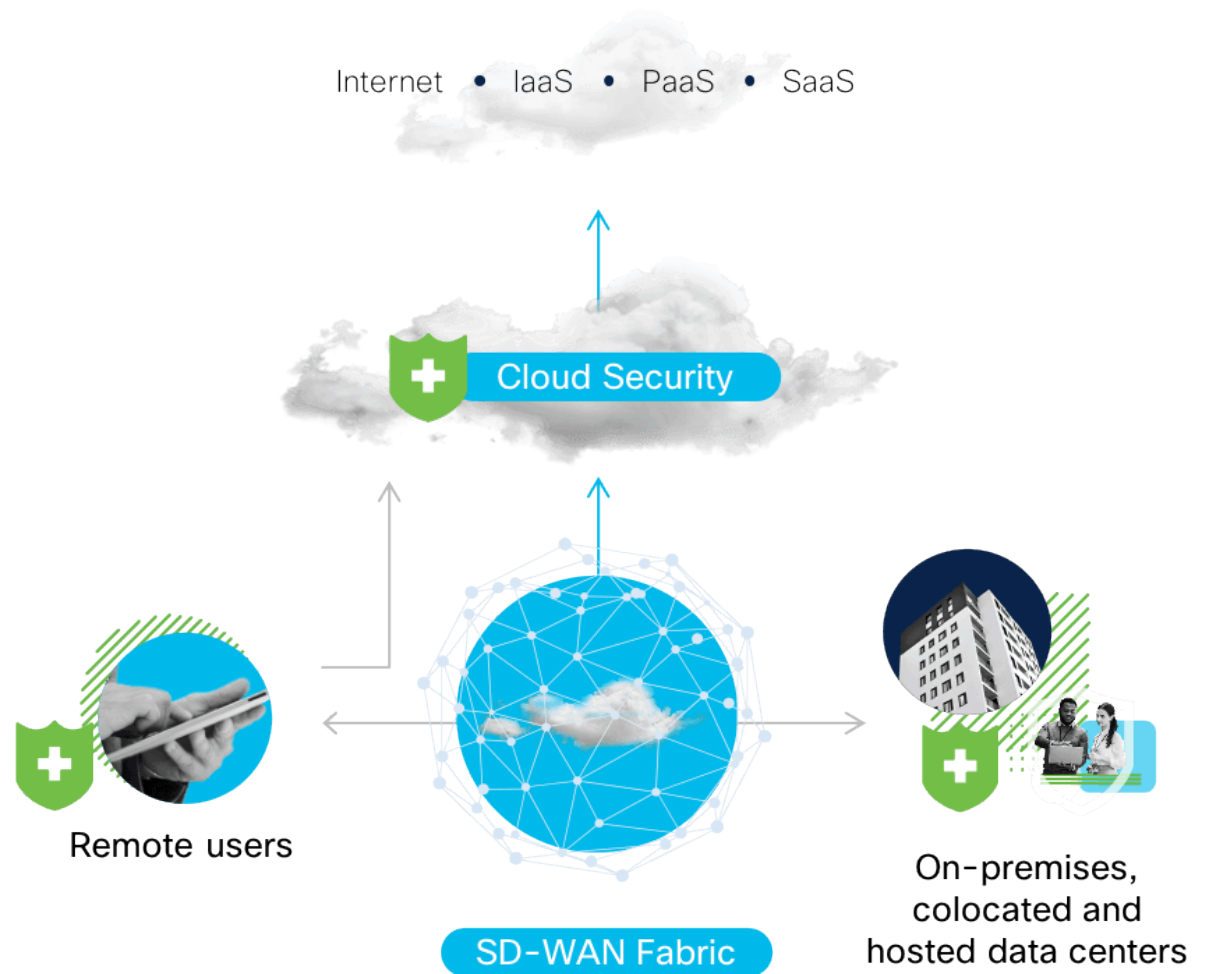 Internet • IaaS • PaaS • SaaS
Cloud Security
Remote users
SD-WAN Fabric
On-premises,
colocated and
hosted data centers